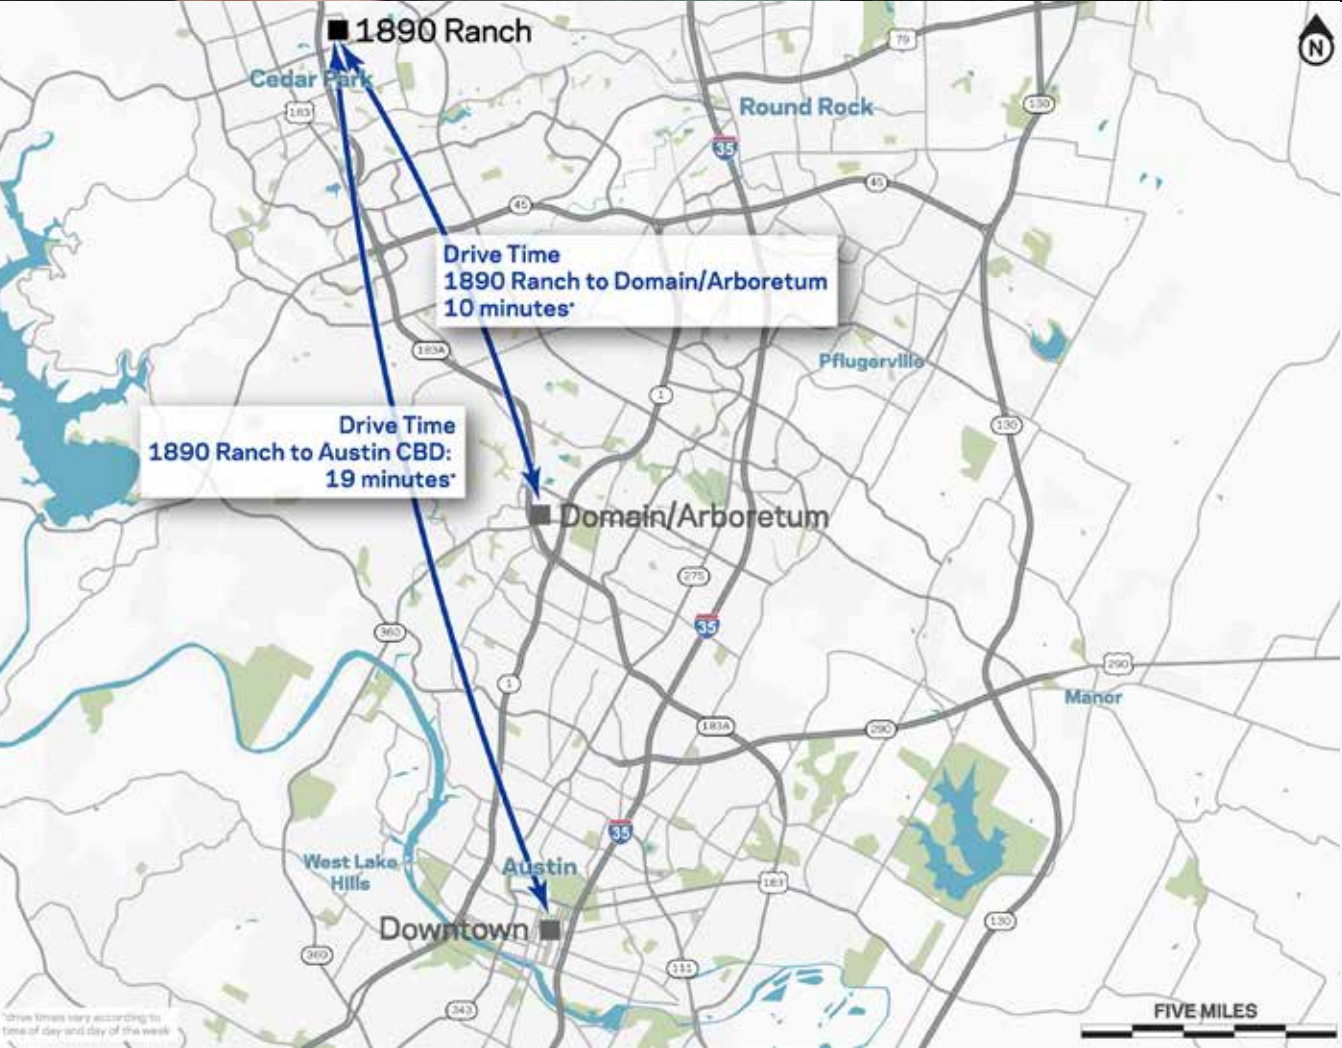 1890 Ranch
N
79
Cedar Park
183
Round Rock
130
35
45
45
Drive Time
1890 Ranch to Domain/Arboretum
10 minutes*
183A
Pflugerville
1
Drive Time
1890 Ranch to Austin CBD:
19 minutes*
130
Domain/Arboretum
275
35
360
290
1
Manor
183A
290
35
West Lake
Hills
Austin
183
Downtown
130
360
111
343
*drive times vary according to
time of day and day of the week
FIVE MILES